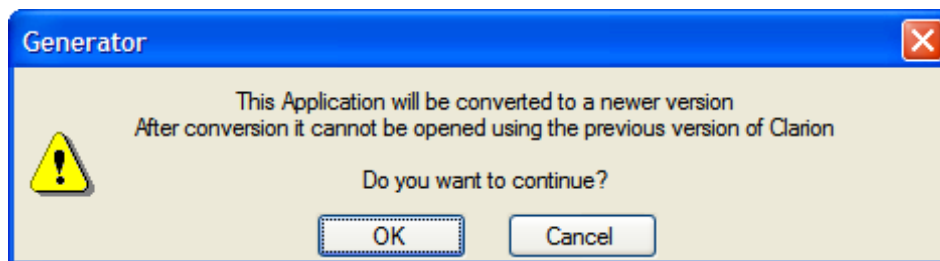 Generator
This Application will be converted to a newer version
After conversion it cannot be opened using the previous version of Clarion
Do you want to continue?
OK
Cancel